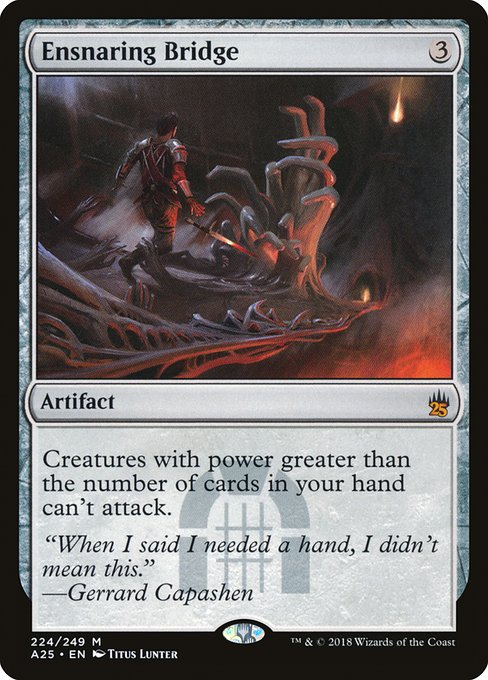 Ensnaring Bridge 3
Artifact
25
Creatures with power greater than
the number of cards in your hand
can't attack.
“When I said I needed a hand, I didn't
mean this.”
—Gerrard Capashen
224/249 M
A25 • EN Titus Lunter
™ & © 2018 Wizards of the Coast